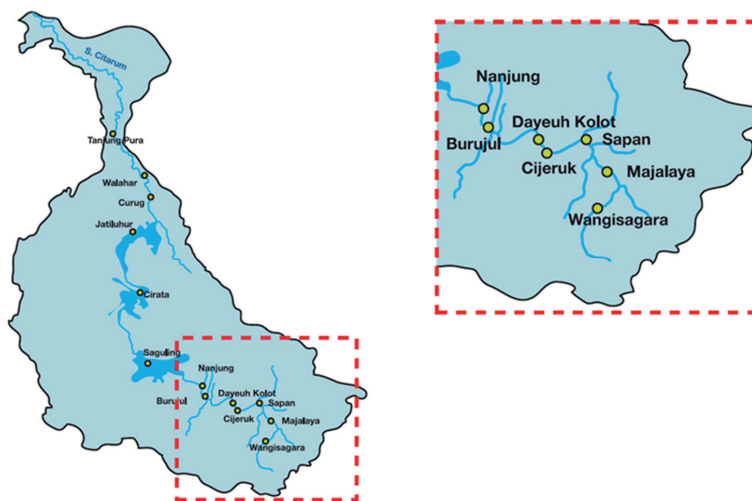 S. Citarum
Tanjung Pura
Walahar
Curug
Jatiluhur
Cirata
Saguling
Nanjung
Burujul
Dayeuh Kolot
Cijeruk
Sapan
Majalaya
Wangisagara
Nanjung
Burujul
Dayeuh Kolot
Cijeruk
Sapan
Majalaya
Wangisagara